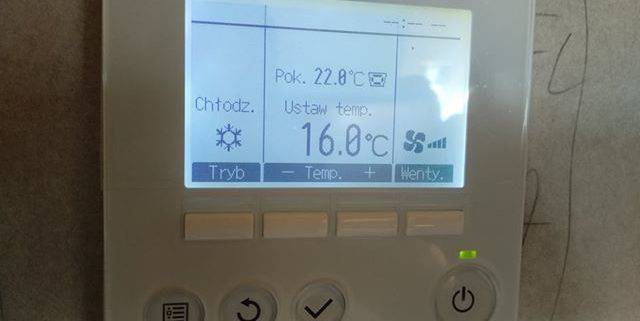 --:-- --
Pok. 22.0°C
Chłodz.
Ustaw temp.
16.0°C
Tryb
− Temp. +
Wenty.